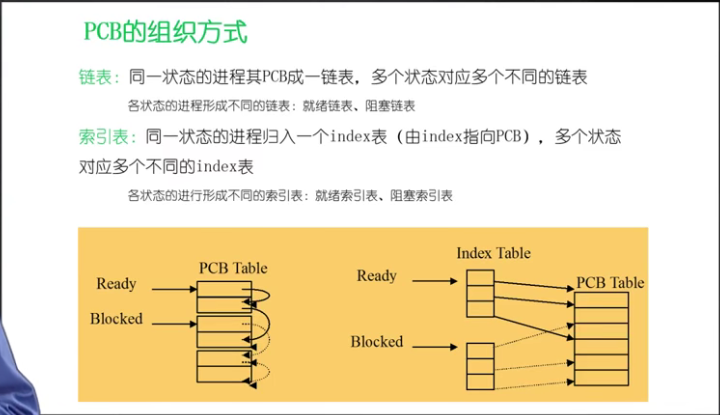 PCB的组织方式
链表：同一状态的进程其PCB成一链表，多个状态对应多个不同的链表
各状态的进程形成不同的链表：就绪链表、阻塞链表
索引表：同一状态的进程归入一个index表（由index指向PCB），多个状态
对应多个不同的index表
各状态的进行形成不同的索引表：就绪索引表、阻塞索引表
PCB Table
Ready
Blocked
Index Table
Ready
PCB Table
Blocked